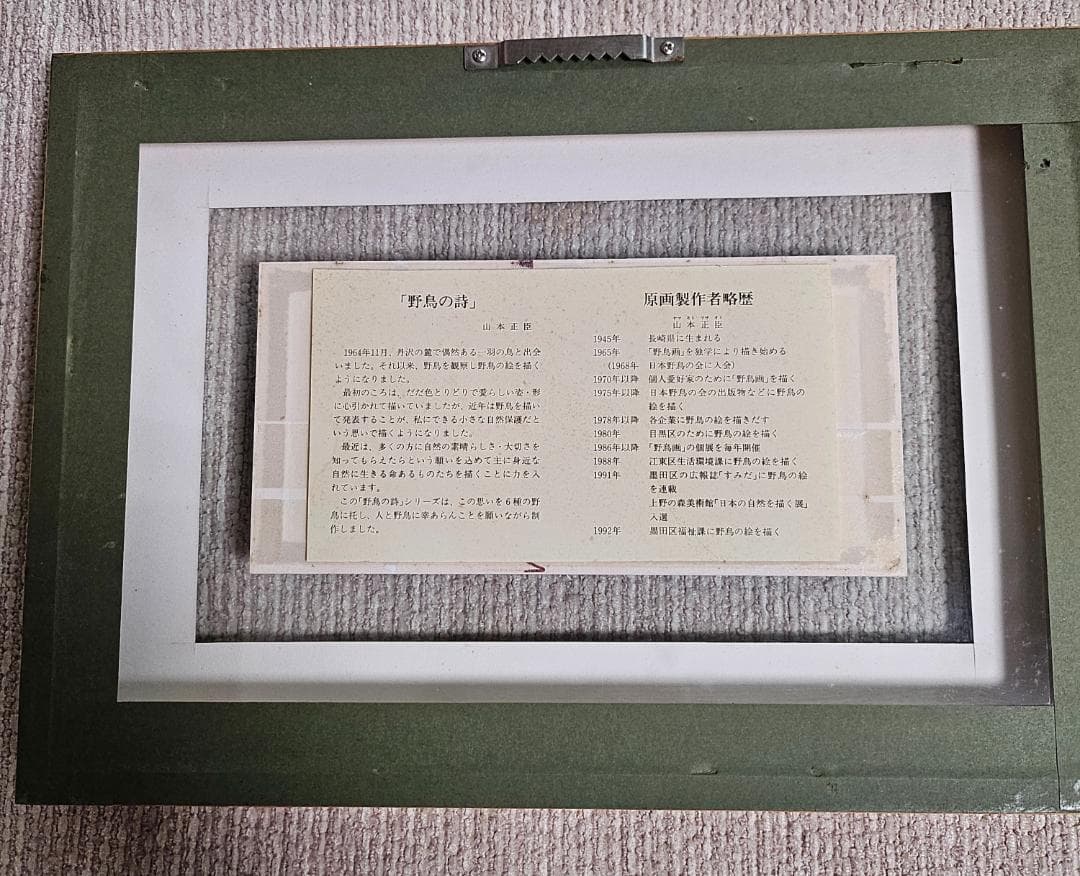 「野鳥の詩」
山本正臣
1964年11月、丹沢の麓で偶然ある一羽の鳥と出会
いました。それ以来、野鳥を観察し野鳥の絵を描く
ようになりました。
最初のころは、ただ色とりどりで愛らしい姿・形
に心引かれて描いていましたが、近年は野鳥を描い
て発表することが、私にできる小さな自然保護だと
いう思いで描くようになりました。
最近は、多くの方に自然の素晴らしさ・大切さを
知ってもらえたらという願いを込めて主に身近な
自然に生きる命あるものたちを描くことに力を入
れています。
この「野鳥の詩」シリーズは、この思いを6種の野
鳥に托し、人と野鳥に幸あらんことを願いながら制
作しました。
原画製作者略歴
やま もと まさ おみ
山本正臣
1945年 長崎県に生まれる
1965年 「野鳥画」を独学により描き始める
(1968年 日本野鳥の会に入会)
1970年以降 個人愛好家のために「野鳥画」を描く
1975年以降 日本野鳥の会の出版物などに野鳥の
絵を描く
1978年以降 各企業に野鳥の絵を描きだす
1980年 目黒区のために野鳥の絵を描く
1986年以降 「野鳥画」の個展を毎年開催
1988年 江東区生活環境課に野鳥の絵を描く
1991年 墨田区の広報誌「すみだ」に野鳥の絵
を連載
上野の森美術館「日本の自然を描く展」
入選
1992年 墨田区福祉課に野鳥の絵を描く